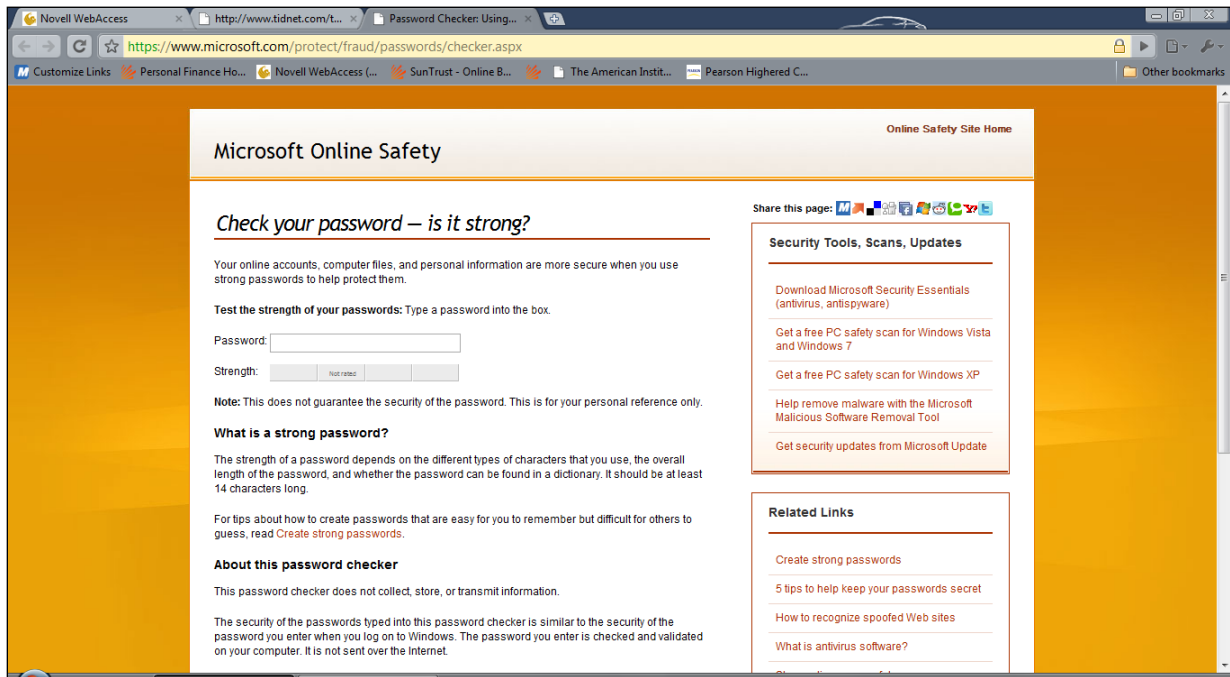 Novell WebAccess
http://www.tidnet.com/t...
Password Checker: Using...
https://www.microsoft.com/protect/fraud/passwords/checker.aspx
Customize Links
Personal Finance Ho...
Novell WebAccess (...
SunTrust - Online B...
The American Instit...
Pearson Highered C...
Other bookmarks
Online Safety Site Home
Microsoft Online Safety
Check your password — is it strong?
Your online accounts, computer files, and personal information are more secure when you use
strong passwords to help protect them.
Test the strength of your passwords: Type a password into the box.
Password:
Strength: Not rated
Note: This does not guarantee the security of the password. This is for your personal reference only.
What is a strong password?
The strength of a password depends on the different types of characters that you use, the overall
length of the password, and whether the password can be found in a dictionary. It should be at least
14 characters long.
For tips about how to create passwords that are easy for you to remember but difficult for others to
guess, read Create strong passwords.
About this password checker
This password checker does not collect, store, or transmit information.
The security of the passwords typed into this password checker is similar to the security of the
password you enter when you log on to Windows. The password you enter is checked and validated
on your computer. It is not sent over the Internet.
Share this page:
Security Tools, Scans, Updates
Download Microsoft Security Essentials
(antivirus, antispyware)
Get a free PC safety scan for Windows Vista
and Windows 7
Get a free PC safety scan for Windows XP
Help remove malware with the Microsoft
Malicious Software Removal Tool
Get security updates from Microsoft Update
Related Links
Create strong passwords
5 tips to help keep your passwords secret
How to recognize spoofed Web sites
What is antivirus software?